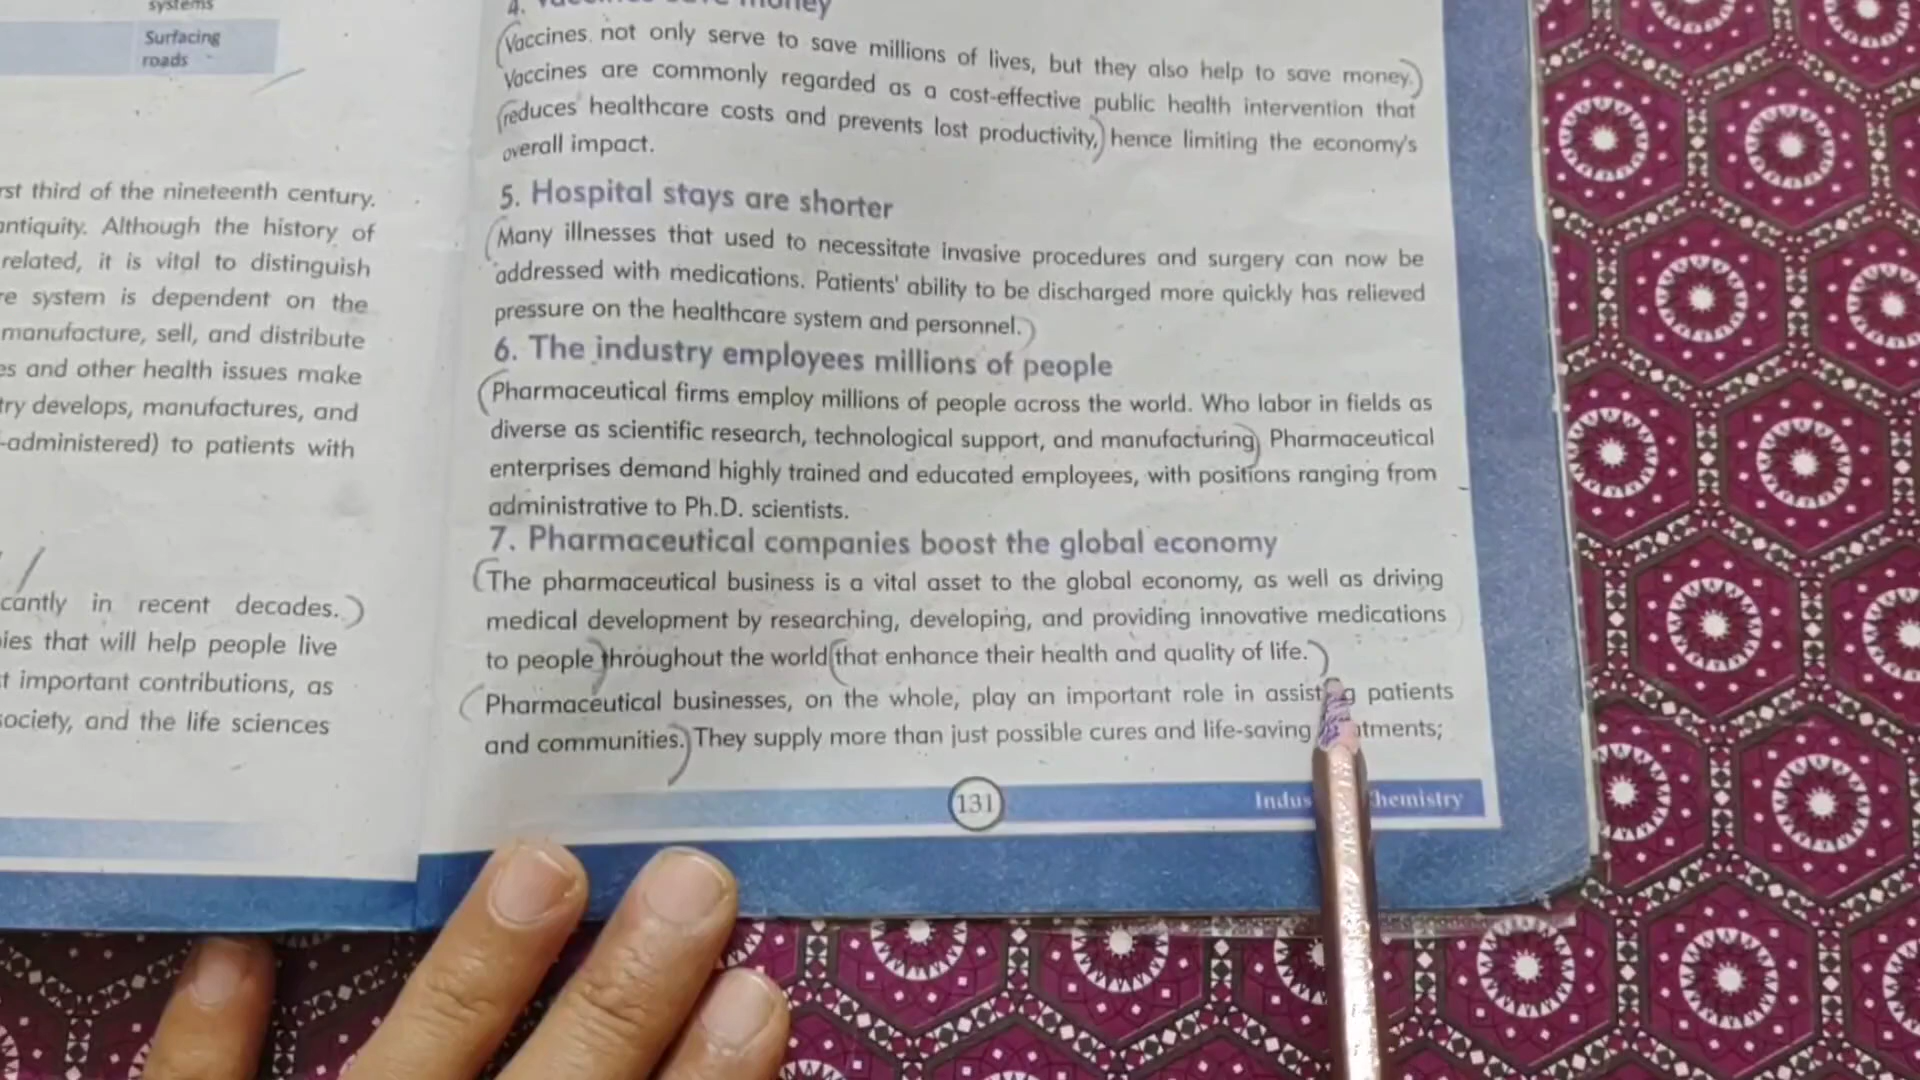 systems
Surfacing
roads
rst third of the nineteenth century.
antiquity. Although the history of
related, it is vital to distinguish
re system is dependent on the
manufacture, sell, and distribute
es and other health issues make
try develops, manufactures, and
-administered) to patients with
cantly in recent decades.)
ies that will help people live
t important contributions, as
society, and the life sciences
4. Vaccines save money
(Vaccines not only serve to save millions of lives, but they also help to save money.)
Vaccines are commonly regarded as a cost-effective public health intervention that
(reduces healthcare costs and prevents lost productivity,) hence limiting the economy's
overall impact.
5. Hospital stays are shorter
(Many illnesses that used to necessitate invasive procedures and surgery can now be
addressed with medications. Patients' ability to be discharged more quickly has relieved
pressure on the healthcare system and personnel.)
6. The industry employees millions of people
(Pharmaceutical firms employ millions of people across the world. Who labor in fields as
diverse as scientific research, technological support, and manufacturing) Pharmaceutical
enterprises demand highly trained and educated employees, with positions ranging from
administrative to Ph.D. scientists.
7. Pharmaceutical companies boost the global economy
(The pharmaceutical business is a vital asset to the global economy, as well as driving
medical development by researching, developing, and providing innovative medications
to people) throughout the world (that enhance their health and quality of life.)
(Pharmaceutical businesses, on the whole, play an important role in assisting patients
and communities.) They supply more than just possible cures and life-saving treatments;
131
Indus hemistry